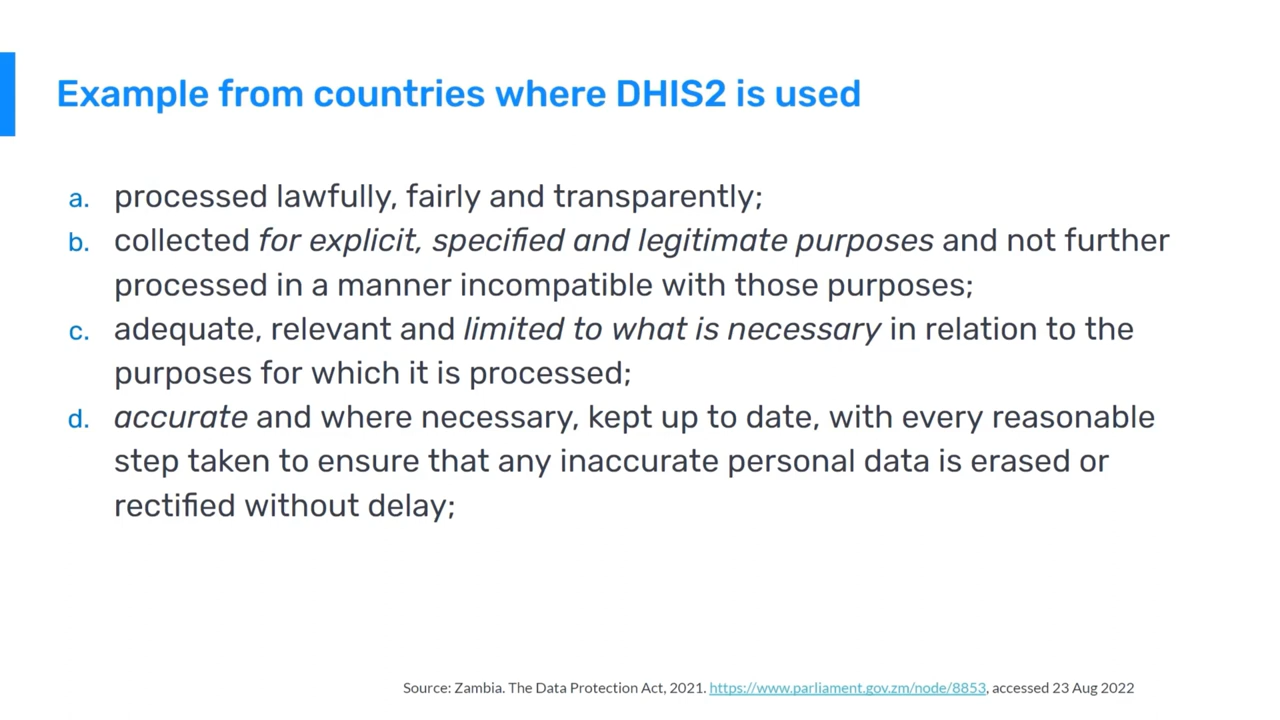 Example from countries where DHIS2 is used
a. processed lawfully, fairly and transparently;
b. collected for explicit, specified and legitimate purposes and not further
processed in a manner incompatible with those purposes;
c. adequate, relevant and limited to what is necessary in relation to the
purposes for which it is processed;
d. accurate and where necessary, kept up to date, with every reasonable
step taken to ensure that any inaccurate personal data is erased or
rectified without delay;
Source: Zambia. The Data Protection Act, 2021. https://www.parliament.gov.zm/node/8853, accessed 23 Aug 2022